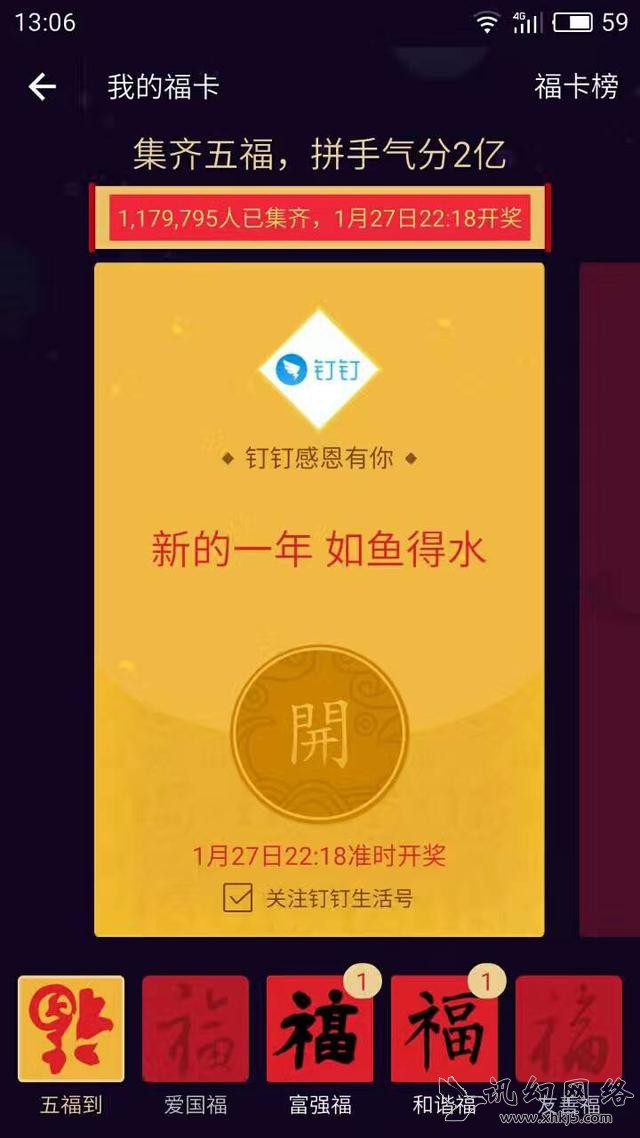 13:06
4G
59
我的福卡
福卡榜
集齐五福，拼手气分2亿
1,179,795人已集齐，1月27日22:18开奖
钉钉
钉钉感恩有你
新的一年 如鱼得水
開
1月27日22:18准时开奖
关注钉钉生活号
福
福
1
福
1
福
福
五福到
爱国福
富强福
和谐福
友善福
讯幻网络
www.xhkj5.com